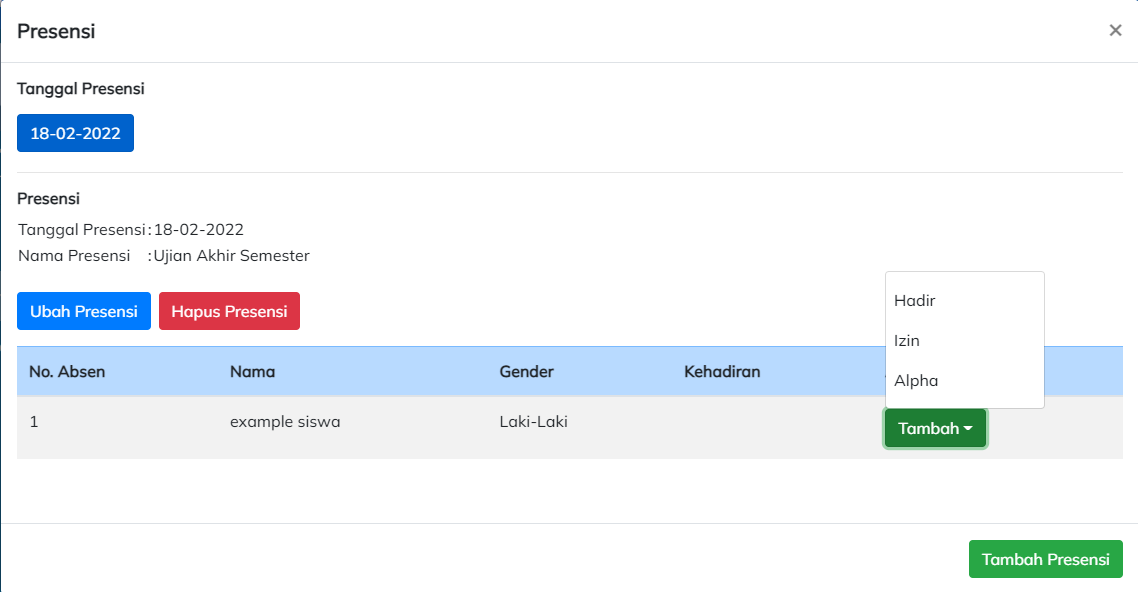 Presensi ×
Tanggal Presensi
18-02-2022
Presensi
Tanggal Presensi : 18-02-2022
Nama Presensi : Ujian Akhir Semester
Ubah Presensi Hapus Presensi
Hadir
Izin
Alpha
No. Absen Nama Gender Kehadiran
1 example siswa Laki-Laki
Tambah
Tambah Presensi